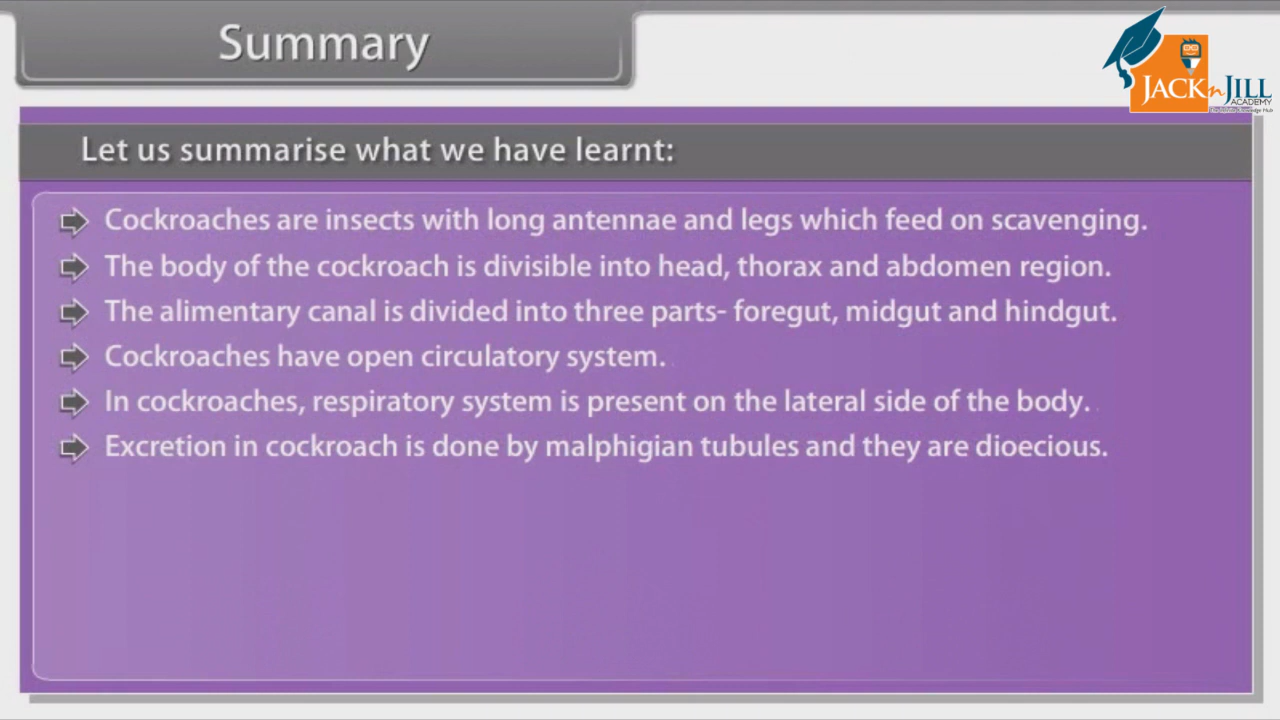 Summary
JACKnJILL
ACADEMY
Let us summarise what we have learnt:
Cockroaches are insects with long antennae and legs which feed on scavenging.
The body of the cockroach is divisible into head, thorax and abdomen region.
The alimentary canal is divided into three parts- foregut, midgut and hindgut.
Cockroaches have open circulatory system.
In cockroaches, respiratory system is present on the lateral side of the body.
Excretion in cockroach is done by malphigian tubules and they are dioecious.